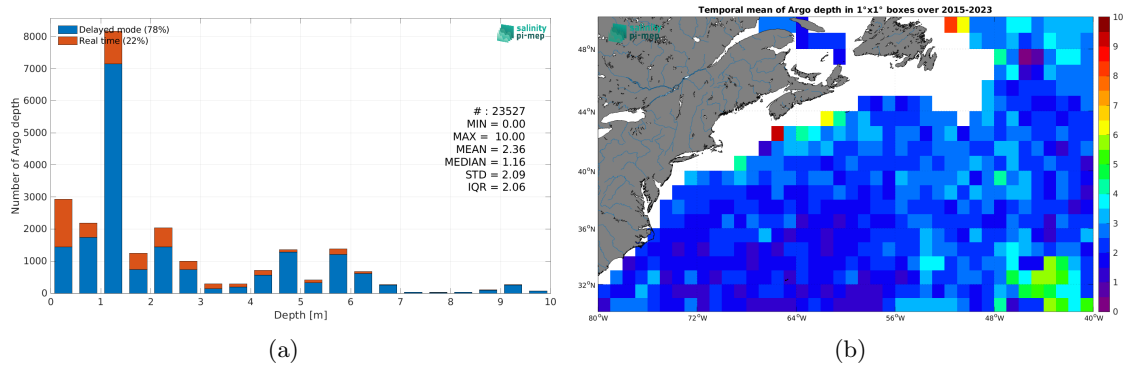 Delayed mode (78%)
Real time (22%)
salinity
pi-mep
Number of Argo depth
8000
7000
6000
5000
4000
3000
2000
1000
0
# : 23527
MIN = 0.00
MAX = 10.00
MEAN = 2.36
MEDIAN = 1.16
STD = 2.09
IQR = 2.06
0 1 2 3 4 5 6 7 8 9 10
Depth [m]
(a)
Temporal mean of Argo depth in 1°x1° boxes over 2015-2023
salinity
pi-mep
48°N
44°N
40°N
36°N
32°N
80°W 72°W 64°W 56°W 48°W 40°W
10
9
8
7
6
5
4
3
2
1
0
(b)